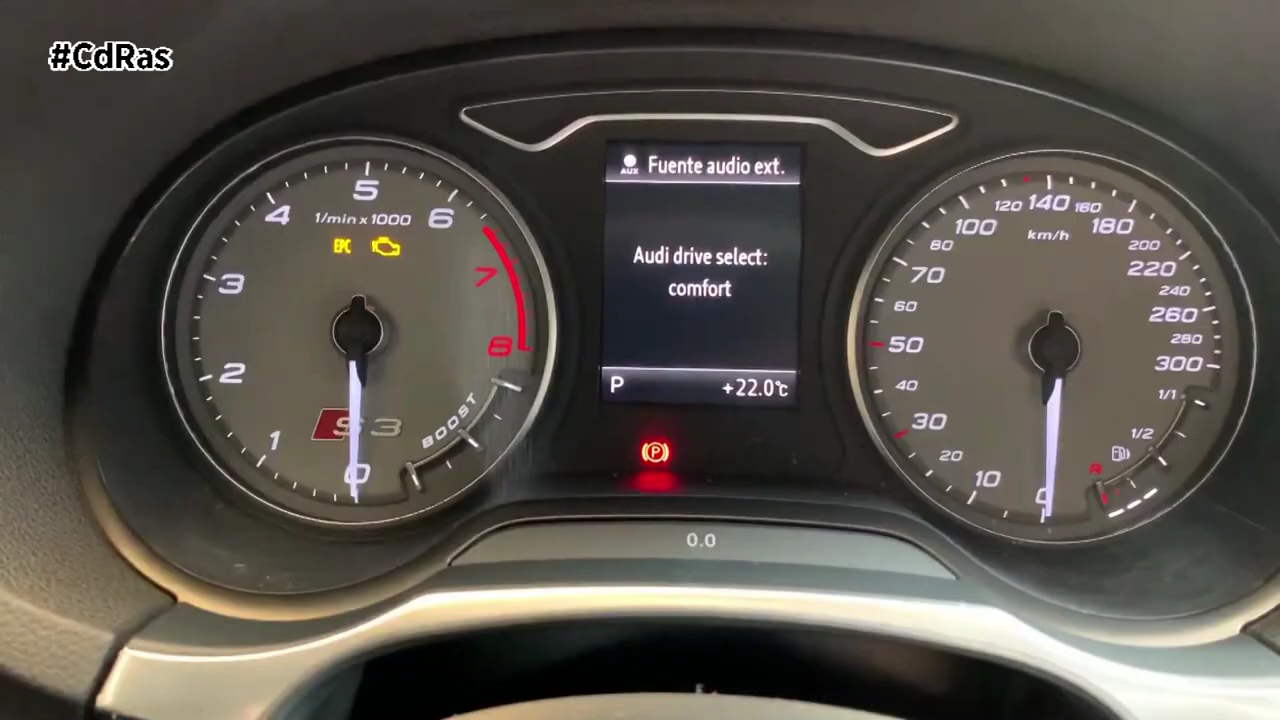 #CdRas
5
4
1/min x 1000
6
EPC
3
7
8
2
S3
BOOST
1
0
AUX
Fuente audio ext.
Audi drive select:
comfort
P
+22.0°C
(P)
0.0
120 140 160
100
180
km/h
80
200
70
220
60
240
260
50
280
300
40
1/1
30
1/2
20
R
10
0